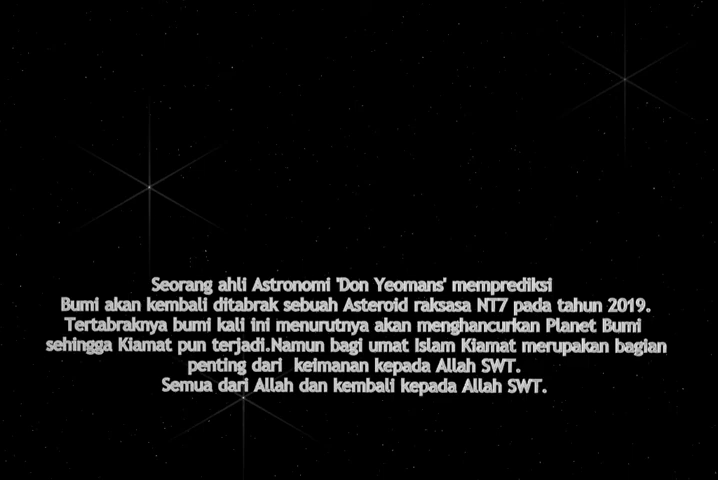 Seorang ahli Astronomi 'Don Yeomans' memprediksi
Bumi akan kembali ditabrak sebuah Asteroid raksasa NT7 pada tahun 2019.
Tertabraknya bumi kali ini menurutnya akan menghancurkan Planet Bumi
sehingga Kiamat pun terjadi.Namun bagi umat Islam Kiamat merupakan bagian
penting dari  keimanan kepada Allah SWT.
Semua dari Allah dan kembali kepada Allah SWT.